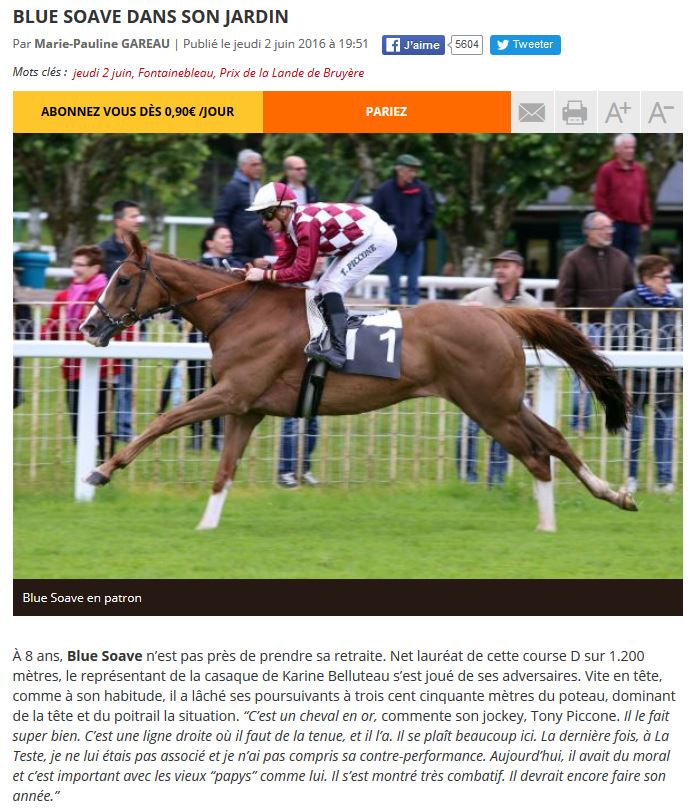 BLUE SOAVE DANS SON JARDIN
Par Marie-Pauline GAREAU | Publié le jeudi 2 juin 2016 à 19:51 J'aime 5604 Tweeter
Mots clés : jeudi 2 juin, Fontainebleau, Prix de la Lande de Bruyère
ABONNEZ VOUS DÈS 0,90€ /JOUR PARIEZ A+ A-
T. PICCONE
11
Blue Soave en patron
À 8 ans, Blue Soave n’est pas près de prendre sa retraite. Net lauréat de cette course D sur 1.200
mètres, le représentant de la casaque de Karine Belluteau s’est joué de ses adversaires. Vite en tête,
comme à son habitude, il a lâché ses poursuivants à trois cent cinquante mètres du poteau, dominant
de la tête et du poitrail la situation. “C’est un cheval en or, commente son jockey, Tony Piccone. Il le fait
super bien. C’est une ligne droite où il faut de la tenue, et il l’a. Il se plaît beaucoup ici. La dernière fois, à La
Teste, je ne lui étais pas associé et je n’ai pas compris sa contre-performance. Aujourd’hui, il avait du moral
et c’est important avec les vieux “papys” comme lui. Il s’est montré très combatif. Il devrait encore faire son
année.”